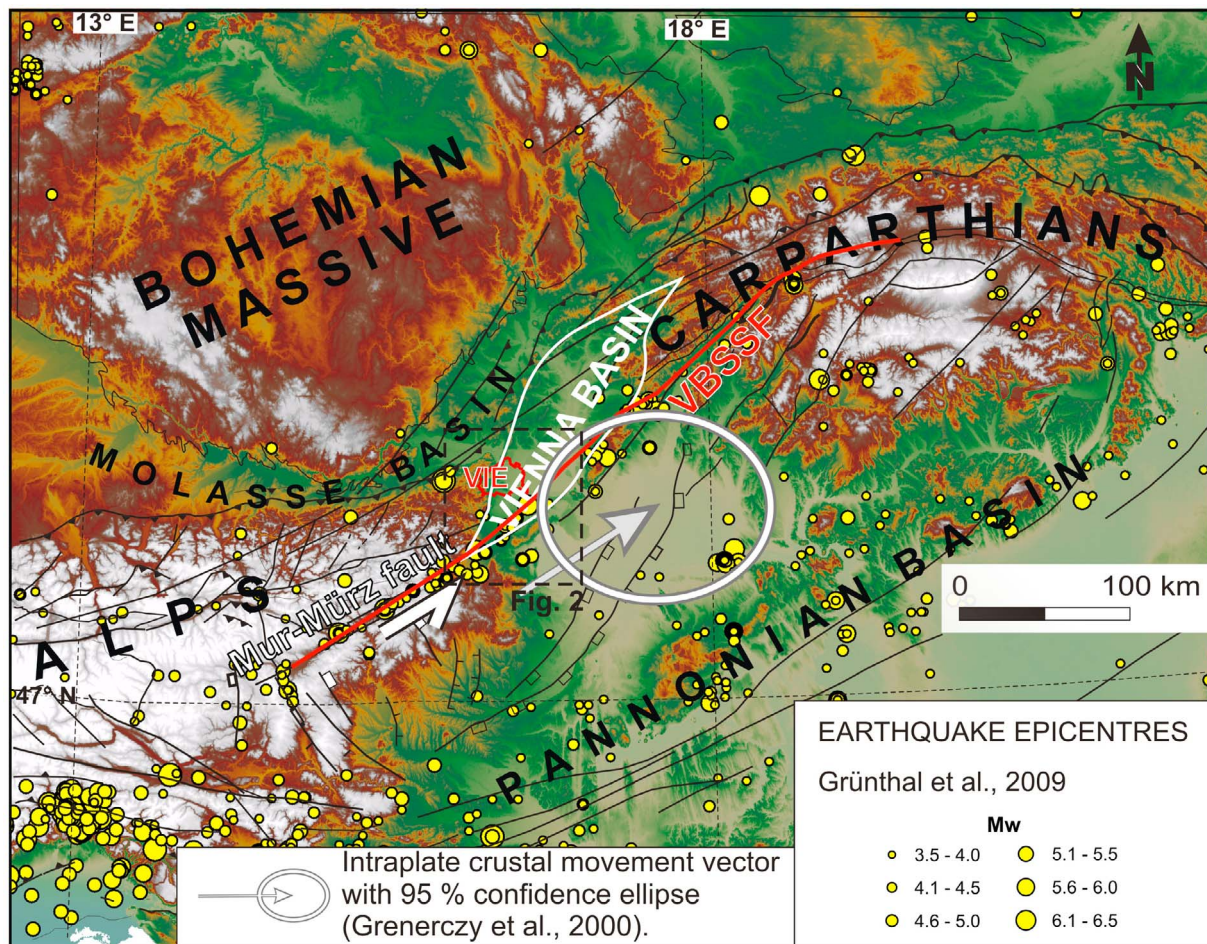 13° E
18° E
N
BOHEMIAN
MASSIVE
CARPARTHIANS
VBSSF
VIENNA BASIN
VIE
MOLASSE BASIN
Fig. 2
Mur-Mürz fault
ALPS
47° N
PANNONIAN BASIN
0 100 km
EARTHQUAKE EPICENTRES
Grünthal et al., 2009
Mw
3.5 - 4.0 5.1 - 5.5
4.1 - 4.5 5.6 - 6.0
4.6 - 5.0 6.1 - 6.5
Intraplate crustal movement vector
with 95 % confidence ellipse
(Grenerczy et al., 2000).